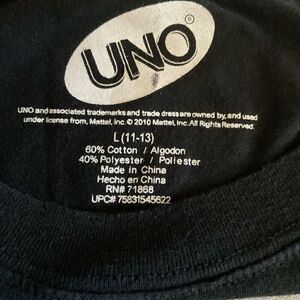 UNO®
UNO and associated trademarks and trade dress are owned by, and used
under license from, Mattel, Inc © 2010 Mattel, Inc. All Rights Reserved.
L (11-13)
60% Cotton / Algodon
40% Polyester / Poliester
Made in China
Hecho en China
RN# 71868
UPC# 75831545622